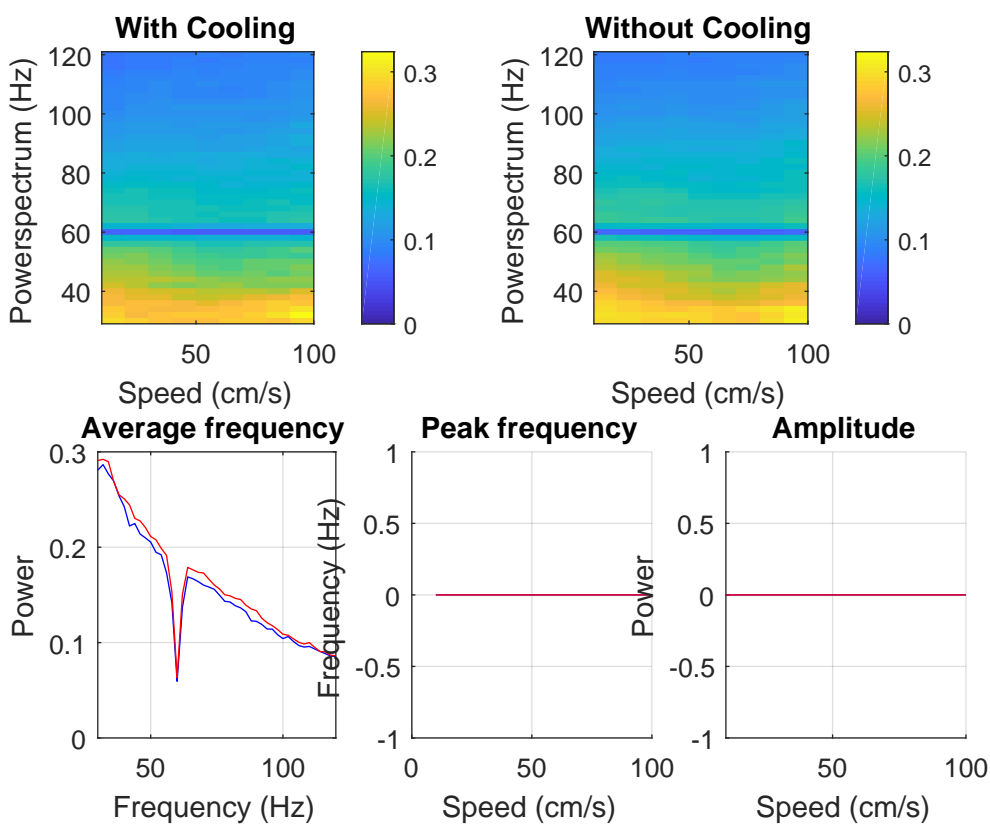 With Cooling
Without Cooling
Powerspectrum (Hz)
120
100
80
60
40
50
100
Speed (cm/s)
0.3
0.2
0.1
0
Powerspectrum (Hz)
120
100
80
60
40
50
100
Speed (cm/s)
0.3
0.2
0.1
0
Average frequency
Power
0.3
0.2
0.1
0
50
100
Frequency (Hz)
Peak frequency
Frequency (Hz)
1
0.5
0
-0.5
-1
0
50
100
Speed (cm/s)
Amplitude
Power
1
0.5
0
-0.5
-1
50
100
Speed (cm/s)